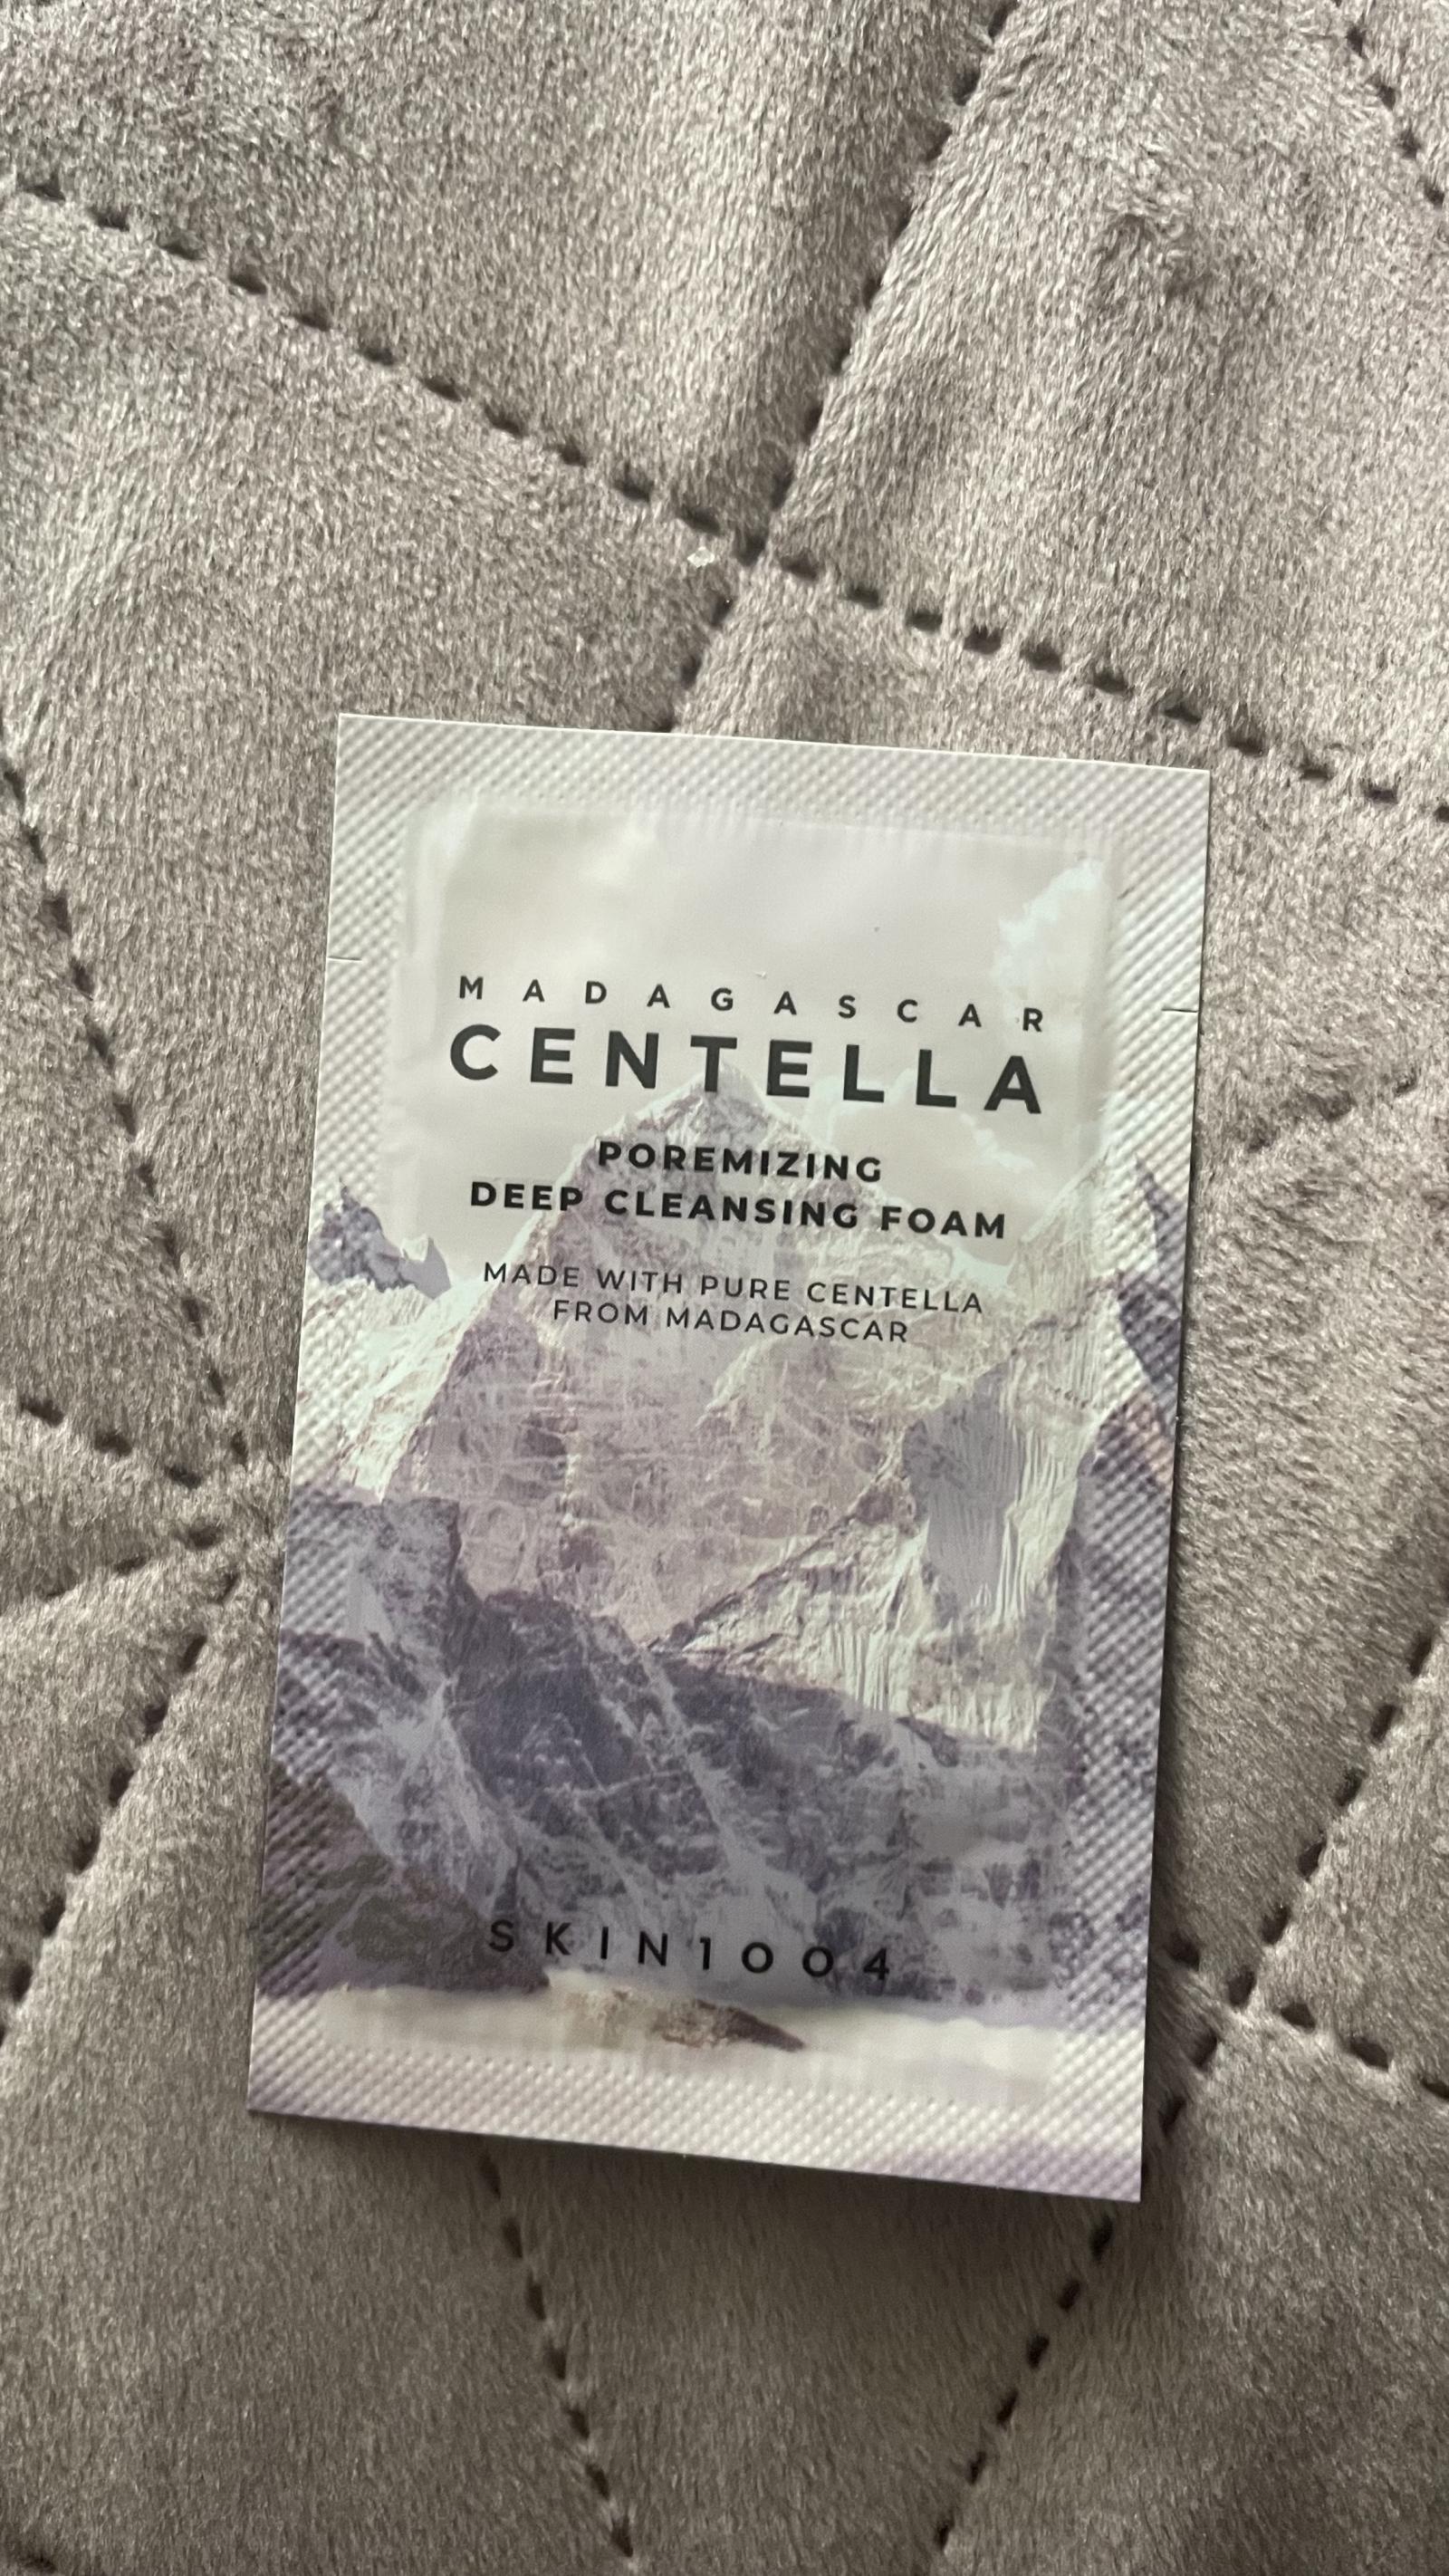 MADAGASCAR
CENTELLA
POREMIZING
DEEP CLEANSING FOAM
MADE WITH PURE CENTELLA
FROM MADAGASCAR
SKIN1004